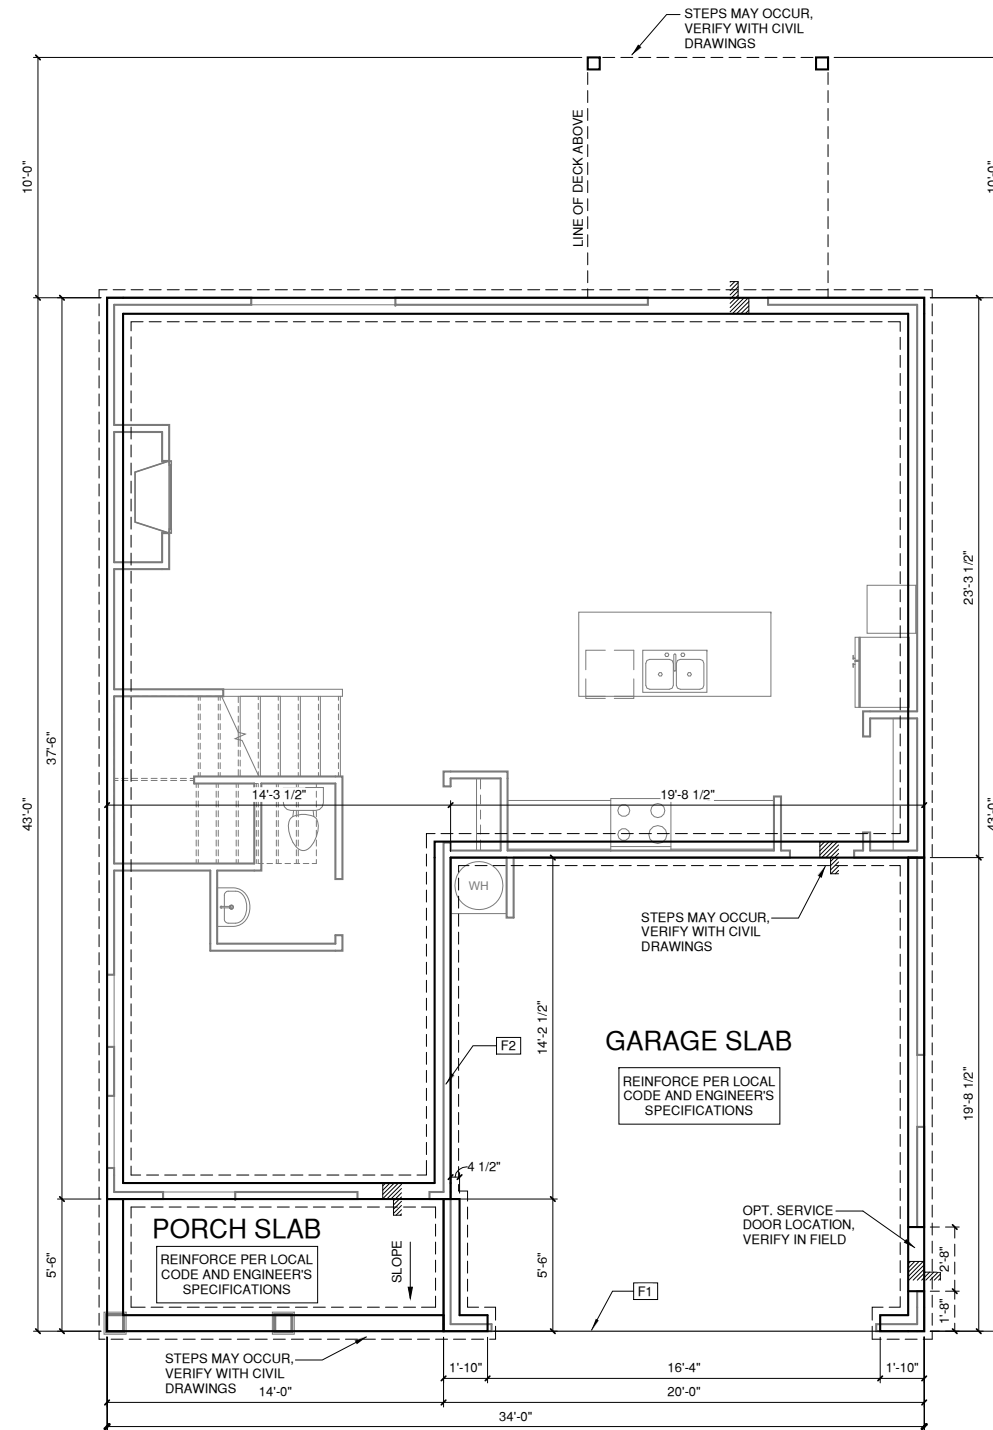 STEPS MAY OCCUR,
VERIFY WITH CIVIL
DRAWINGS
10'-0"
LINE OF DECK ABOVE
10'-0"
23'-3 1/2"
37'-6"
43'-0"
43'-0"
14'-3 1/2"
19'-8 1/2"
WH
STEPS MAY OCCUR,
VERIFY WITH CIVIL
DRAWINGS
14'-2 1/2"
F2
GARAGE SLAB
REINFORCE PER LOCAL
CODE AND ENGINEER'S
SPECIFICATIONS
19'-8 1/2"
4 1/2"
PORCH SLAB
REINFORCE PER LOCAL
CODE AND ENGINEER'S
SPECIFICATIONS
SLOPE
5'-6"
5'-6"
OPT. SERVICE
DOOR LOCATION,
VERIFY IN FIELD
2'-8"
1'-8"
F1
STEPS MAY OCCUR,
VERIFY WITH CIVIL
DRAWINGS
1'-10"
16'-4"
1'-10"
14'-0"
20'-0"
34'-0"